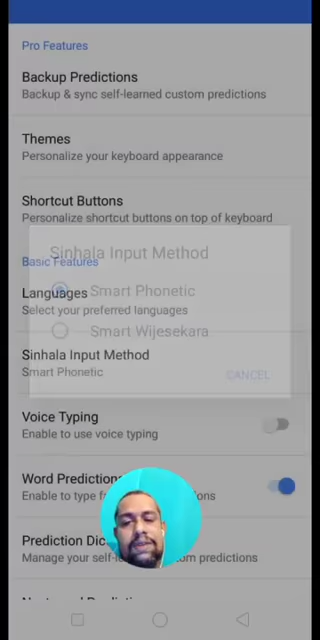 Pro Features
Backup Predictions
Backup & sync self-learned custom predictions
Themes
Personalize your keyboard appearance
Shortcut Buttons
Personalize shortcut buttons on top of keyboard
Sinhala Input Method
Basic Features
Smart Phonetic
Languages
Select your preferred languages
Smart Wijesekara
Sinhala Input Method
Smart Phonetic
CANCEL
Voice Typing
Enable to use voice typing
Word Predictions
Enable to type
Prediction
Manage your custom predictions